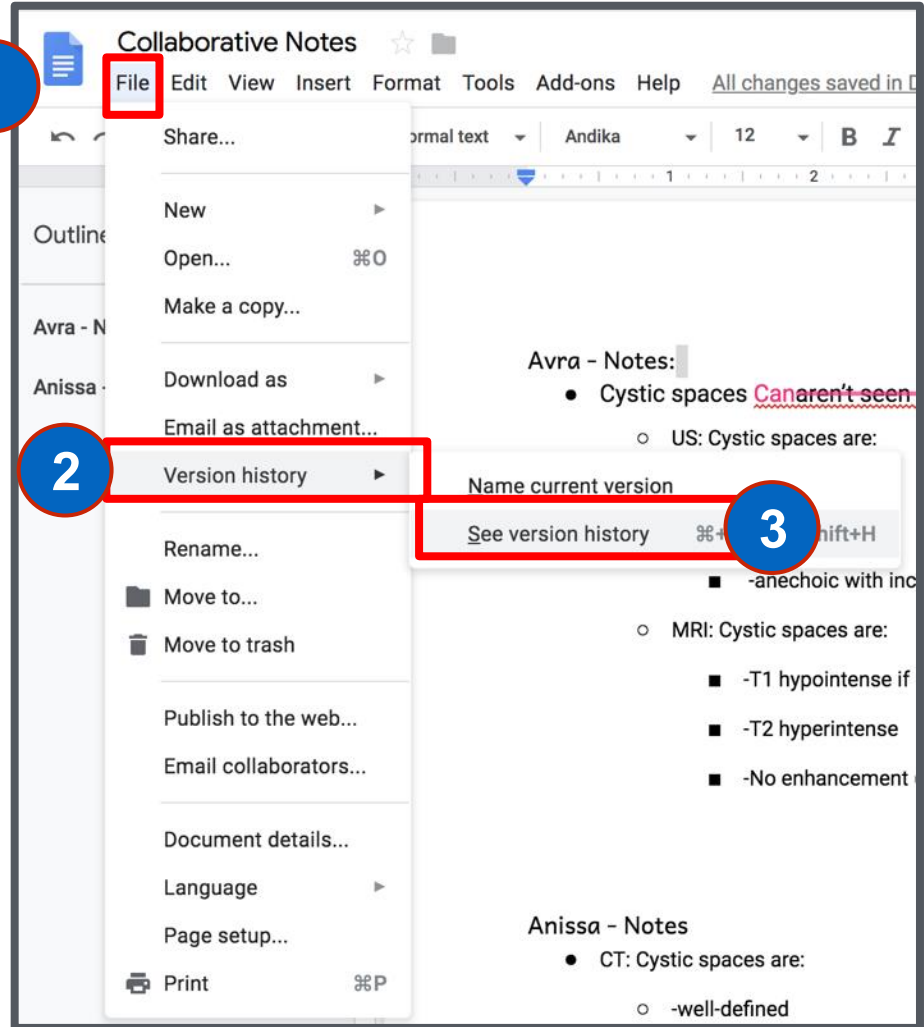 Collaborative Notes
File Edit View Insert Format Tools Add-ons Help All changes saved in
text Andika 12 B I
1 2
Outline
Share...
New
Open... ⌘O
Make a copy...
Avra - N
Anissa -
Download as
Email as attachment...
2
Version history
Name current version
See version history ⌘+ 3 hift+H
Rename...
Move to...
Move to trash
Publish to the web...
Email collaborators...
Document details...
Language
Page setup...
Print ⌘P
Avra - Notes:
● Cystic spaces Canaren't seen
○ US: Cystic spaces are:
■ -anechoic with inc
○ MRI: Cystic spaces are:
■ -T1 hypointense if
■ -T2 hyperintense
■ -No enhancement
Anissa - Notes
● CT: Cystic spaces are:
○ -well-defined